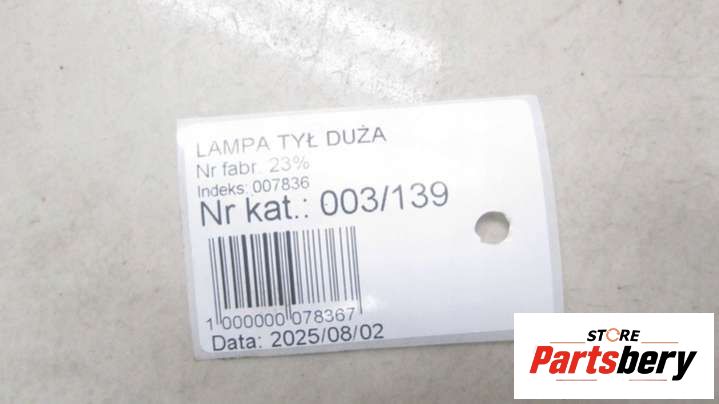 LAMPA TYŁ DUŻA
Nr fabr. 23%
Indeks: 007836
Nr kat.: 003/139
1 000000 078367
Data: 2025/08/02
STORE
Partsbery